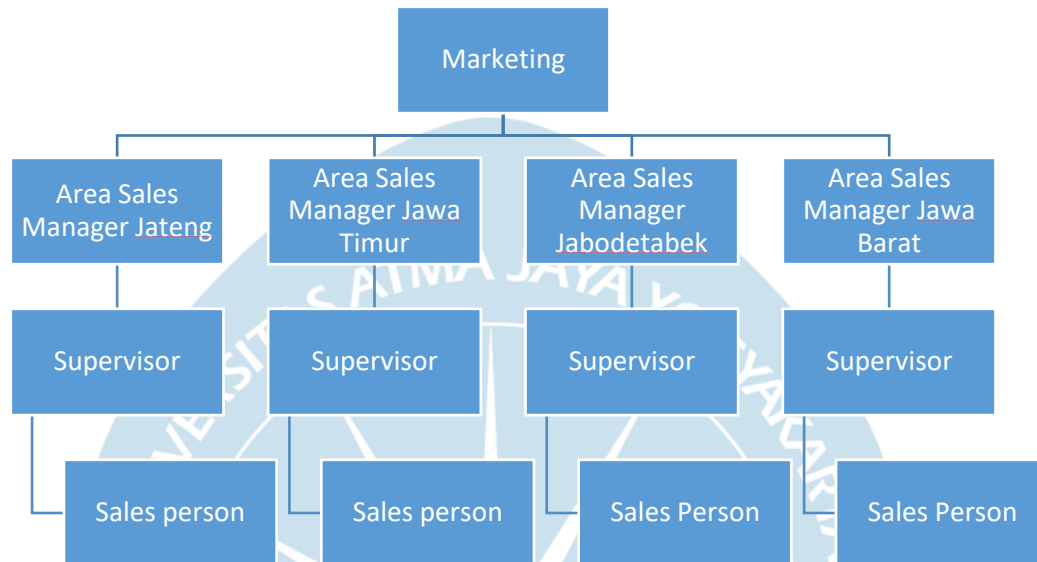 Marketing
Area Sales
Manager Jateng
Area Sales
Manager Jawa
Timur
Area Sales
Manager
Jabodetabek
Area Sales
Manager Jawa
Barat
Supervisor
Supervisor
Supervisor
Supervisor
Sales person
Sales person
Sales Person
Sales Person